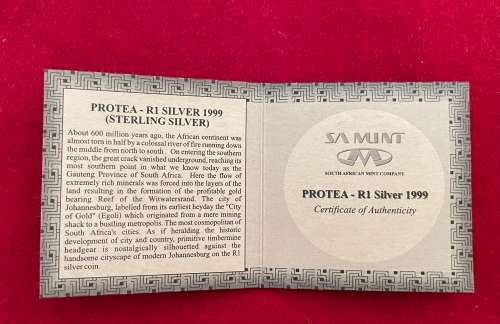 PROTEA - R1 SILVER 1999
(STERLING SILVER)
About 600 million years ago, the African continent was
almost torn in half by a colossal river of fire running down
the middle from north to south . On entering the southern
region, the great crack vanished underground, reaching its
most southern point in what we know today as the
Gauteng Province of South Africa. Here the flow of
extremely rich minerals was forced into the layers of the
land resulting in the formation of the profitable gold
bearing Reef of the Witwatersrand. The city of
Johannesburg, labelled from its earliest heyday the "City
of Gold" (Egoli) which originated from a mere mining
shack to a bustling metropolis. The most cosmopolitan of
South Africa's cities. As if heralding the historic
development of city and country, primitive timbermine
headgear is nostalgically silhouetted against the
handsome cityscape of modern Johannesburg on the R1
silver coin.
SA MINT
SOUTH AFRICAN MINT COMPANY
PROTEA - R1 Silver 1999
Certificate of Authenticity